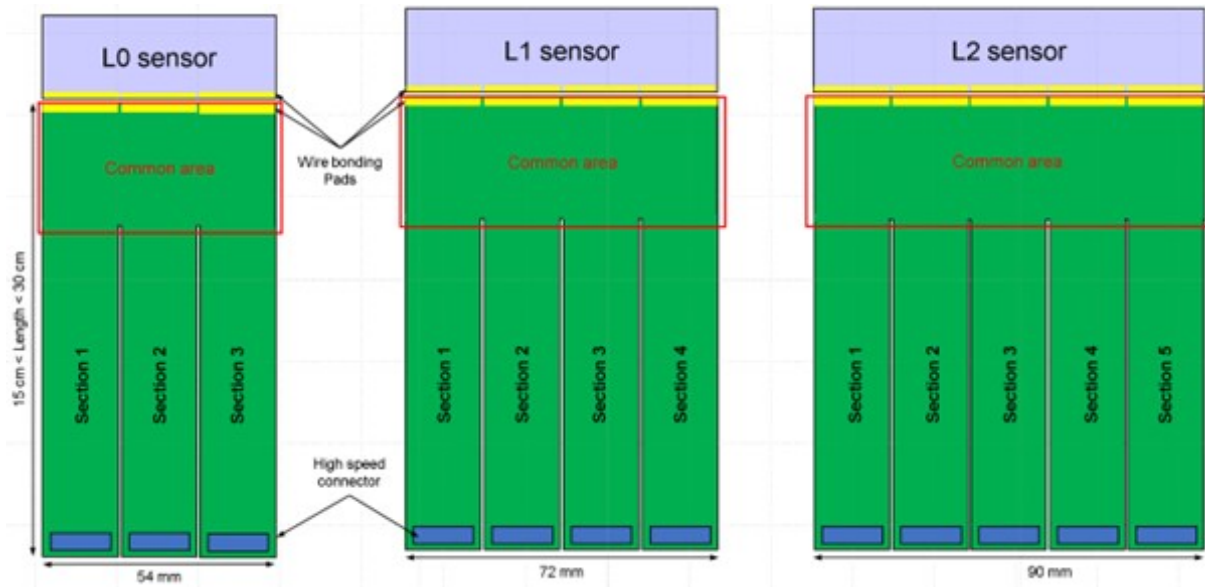 L0 sensor
L1 sensor
L2 sensor
Wire bonding
Pads
Common area
Common area
Common area
15 cm < Length < 30 cm
Section 1
Section 2
Section 3
Section 1
Section 2
Section 3
Section 4
Section 1
Section 2
Section 3
Section 4
Section 5
High speed
connector
54 mm
72 mm
90 mm